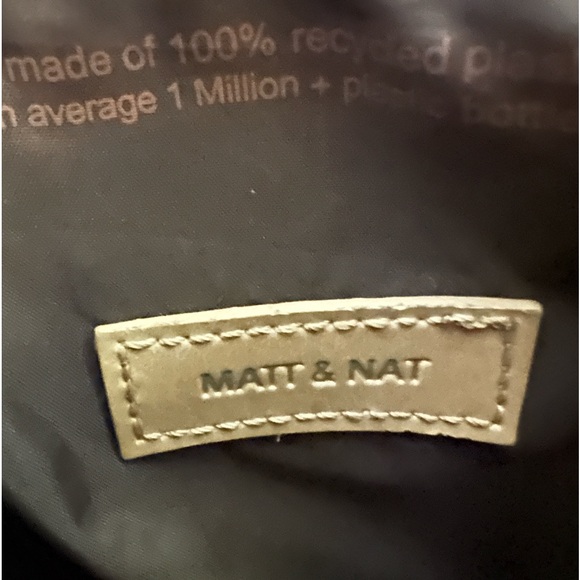 made of 100% recycled
average 1 Million +
MATT & NAT